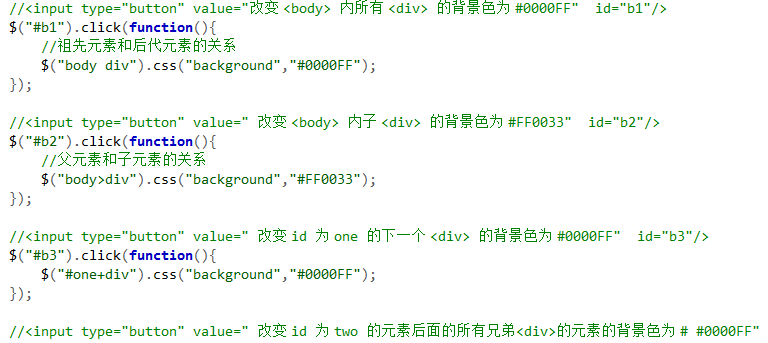 //<input type="button" value="改变 <body> 内所有 <div> 的背景色为 #0000FF"  id="b1"/>
$("#b1").click(function(){
//祖先元素和后代元素的关系
$("body div").css("background","#0000FF");
});
//<input type="button" value=" 改变 <body> 内子 <div> 的背景色为 #FF0033"  id="b2"/>
$("#b2").click(function(){
//父元素和子元素的关系
$("body>div").css("background","#FF0033");
});
//<input type="button" value=" 改变 id 为 one 的下一个 <div> 的背景色为 #0000FF"  id="b3"/>
$("#b3").click(function(){
$("#one+div").css("background","#0000FF");
});
//<input type="button" value=" 改变 id 为 two 的元素后面的所有兄弟<div>的元素的背景色为 # #0000FF"